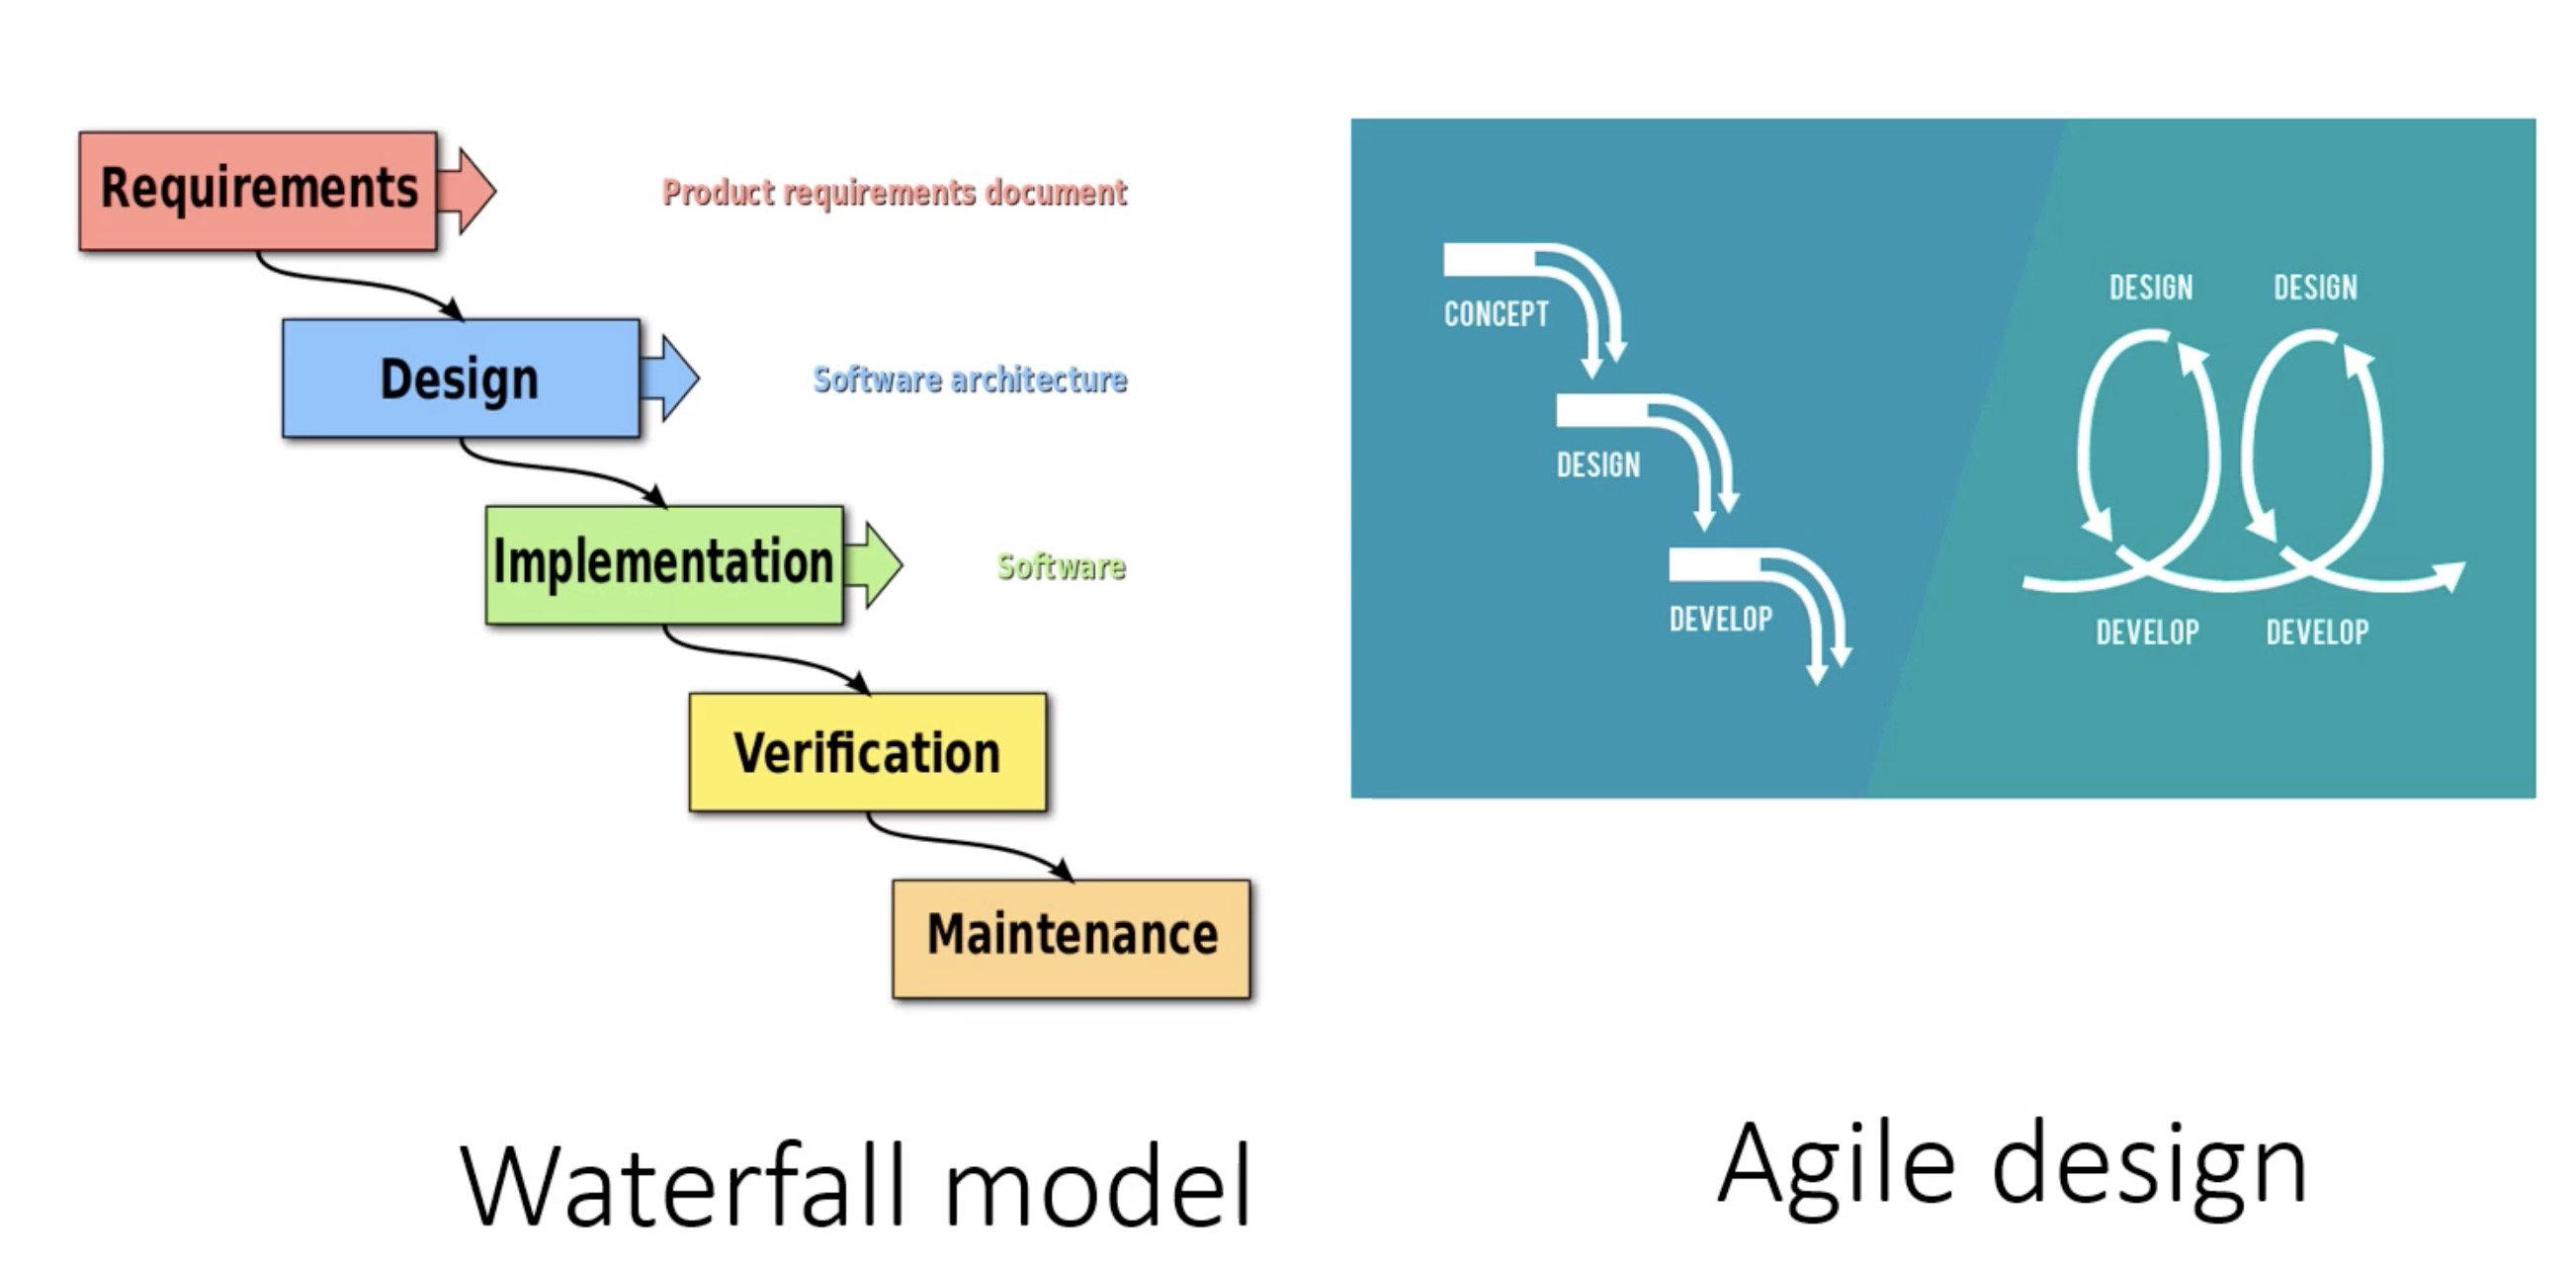 Requirements
Product requirements document
Design
Software architecture
Implementation
Software
Verification
Maintenance
Waterfall model
CONCEPT
DESIGN
DEVELOP
DESIGN DESIGN
DEVELOP DEVELOP
Agile design